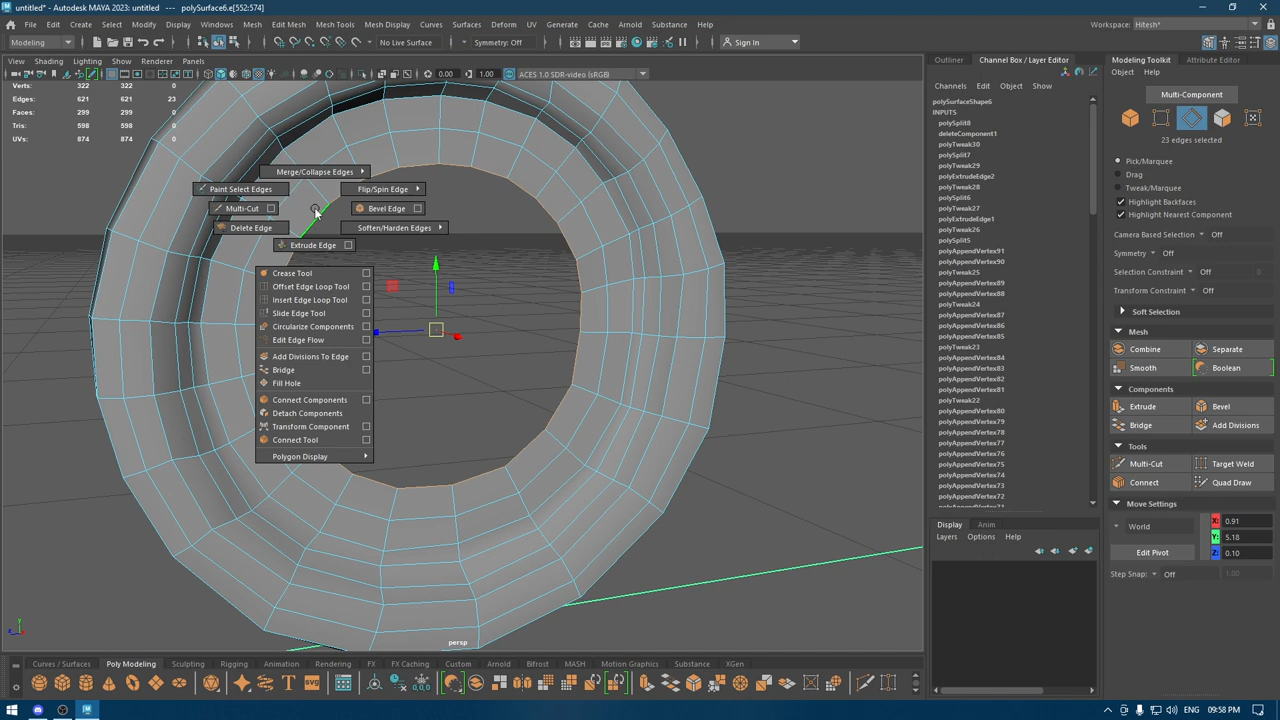 untitled* - Autodesk MAYA 2023: untitled --- polySurface6.e[552:574]
File Edit Create Select Modify Display Windows Mesh Edit Mesh Mesh Tools Mesh Display Curves Surfaces Deform UV Generate Cache Arnold Substance Help
Workspace: Hitesh*
Modeling
No Live Surface
Symmetry: Off
Sign In
View Shading Lighting Show Renderer Panels
0.00
1.00
ACES 1.0 SDR-video (sRGB)
Verts: 322 322 0
Edges: 621 621 23
Faces: 299 299 0
Tris: 598 598 0
UVs: 874 874 0
Merge/Collapse Edges
Paint Select Edges
Flip/Spin Edge
Multi-Cut
Bevel Edge
Delete Edge
Soften/Harden Edges
Extrude Edge
Crease Tool
Offset Edge Loop Tool
Insert Edge Loop Tool
Slide Edge Tool
Circularize Components
Edit Edge Flow
Add Divisions To Edge
Bridge
Fill Hole
Connect Components
Detach Components
Transform Component
Connect Tool
Polygon Display
persp
Outliner Channel Box / Layer Editor
Channels Edit Object Show
polySurfaceShape6
INPUTS
polySplit8
deleteComponent1
polyTweak30
polySplit7
polyTweak29
polyExtrudeEdge2
polyTweak28
polySplit6
polyTweak27
polyExtrudeEdge1
polyTweak26
polySplit5
polyAppendVertex91
polyAppendVertex90
polyTweak25
polyAppendVertex89
polyAppendVertex88
polyTweak24
polyAppendVertex87
polyAppendVertex86
polyAppendVertex85
polyTweak23
polyAppendVertex84
polyAppendVertex83
polyAppendVertex82
polyAppendVertex81
polyTweak22
polyAppendVertex80
polyAppendVertex79
polyAppendVertex78
polyAppendVertex77
polyAppendVertex76
polyAppendVertex75
polyAppendVertex74
polyAppendVertex73
polyAppendVertex72
Display Anim
Layers Options Help
Modeling Toolkit Attribute Editor
Object Help
Multi-Component
23 edges selected
Pick/Marquee
Drag
Tweak/Marquee
Highlight Backfaces
Highlight Nearest Component
Camera Based Selection Off
Symmetry Off
Selection Constraint Off
Transform Constraint Off
Soft Selection
Mesh
Combine Separate
Smooth Boolean
Components
Extrude Bevel
Bridge Add Divisions
Tools
Multi-Cut Target Weld
Connect Quad Draw
Move Settings
World
X: 0.91
Y: 5.18
Z: 0.10
Edit Pivot
Step Snap: Off 1.00
Curves / Surfaces Poly Modeling Sculpting Rigging Animation Rendering FX FX Caching Custom Arnold Bifrost MASH Motion Graphics Substance XGen
SVG
0,0,0
ENG 09:58 PM